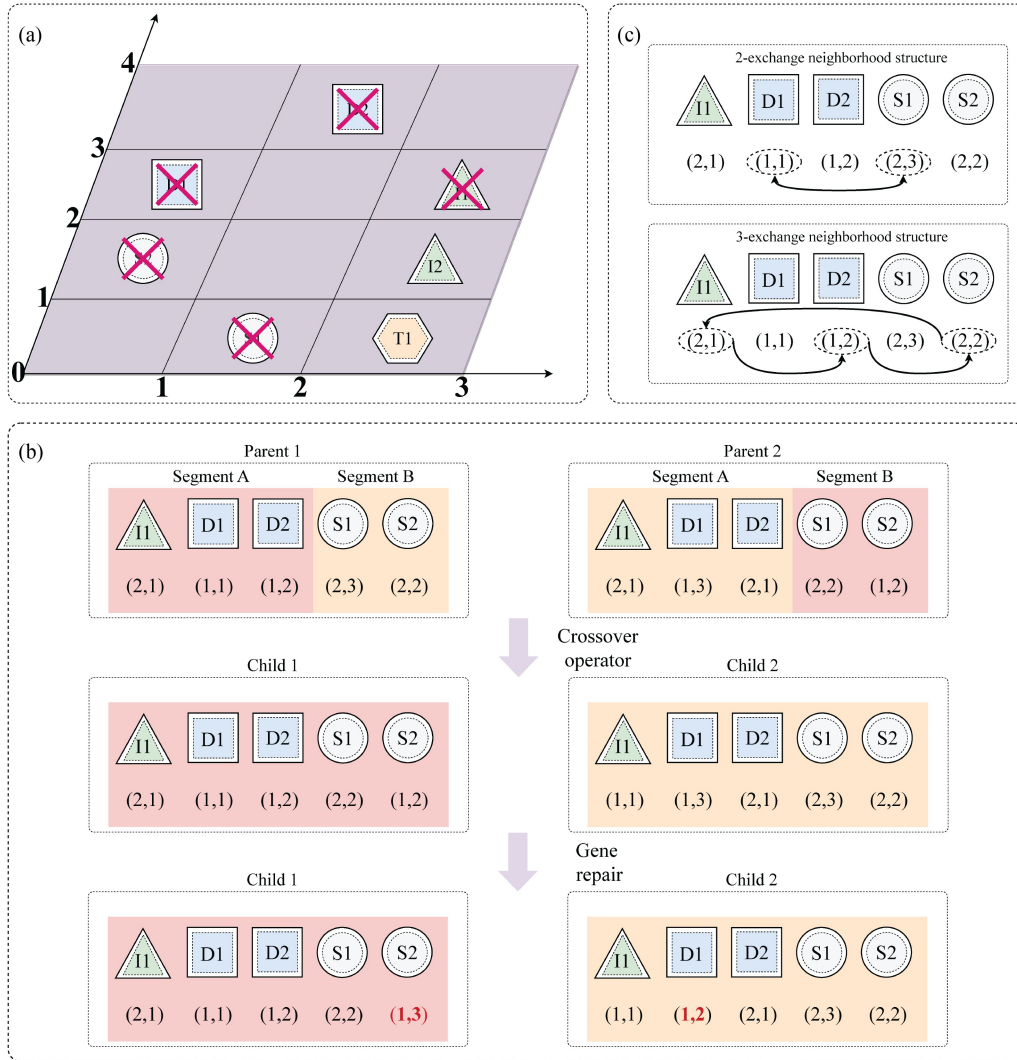 (a)
4
3
2
1
0
1
2
3
I2
T1
(c)
2-exchange neighborhood structure
I1 D1 D2 S1 S2
(2,1) (1,1) (1,2) (2,3) (2,2)
3-exchange neighborhood structure
I1 D1 D2 S1 S2
(2,1) (1,1) (1,2) (2,3) (2,2)
(b)
Parent 1
Segment A Segment B
I1 D1 D2 S1 S2
(2,1) (1,1) (1,2) (2,3) (2,2)
Parent 2
Segment A Segment B
I1 D1 D2 S1 S2
(2,1) (1,3) (2,1) (2,2) (1,2)
Crossover
operator
Child 1
I1 D1 D2 S1 S2
(2,1) (1,1) (1,2) (2,2) (1,2)
Child 2
I1 D1 D2 S1 S2
(1,1) (1,3) (2,1) (2,3) (2,2)
Gene
repair
Child 1
I1 D1 D2 S1 S2
(2,1) (1,1) (1,2) (2,2) (1,3)
Child 2
I1 D1 D2 S1 S2
(1,1) (1,2) (2,1) (2,3) (2,2)